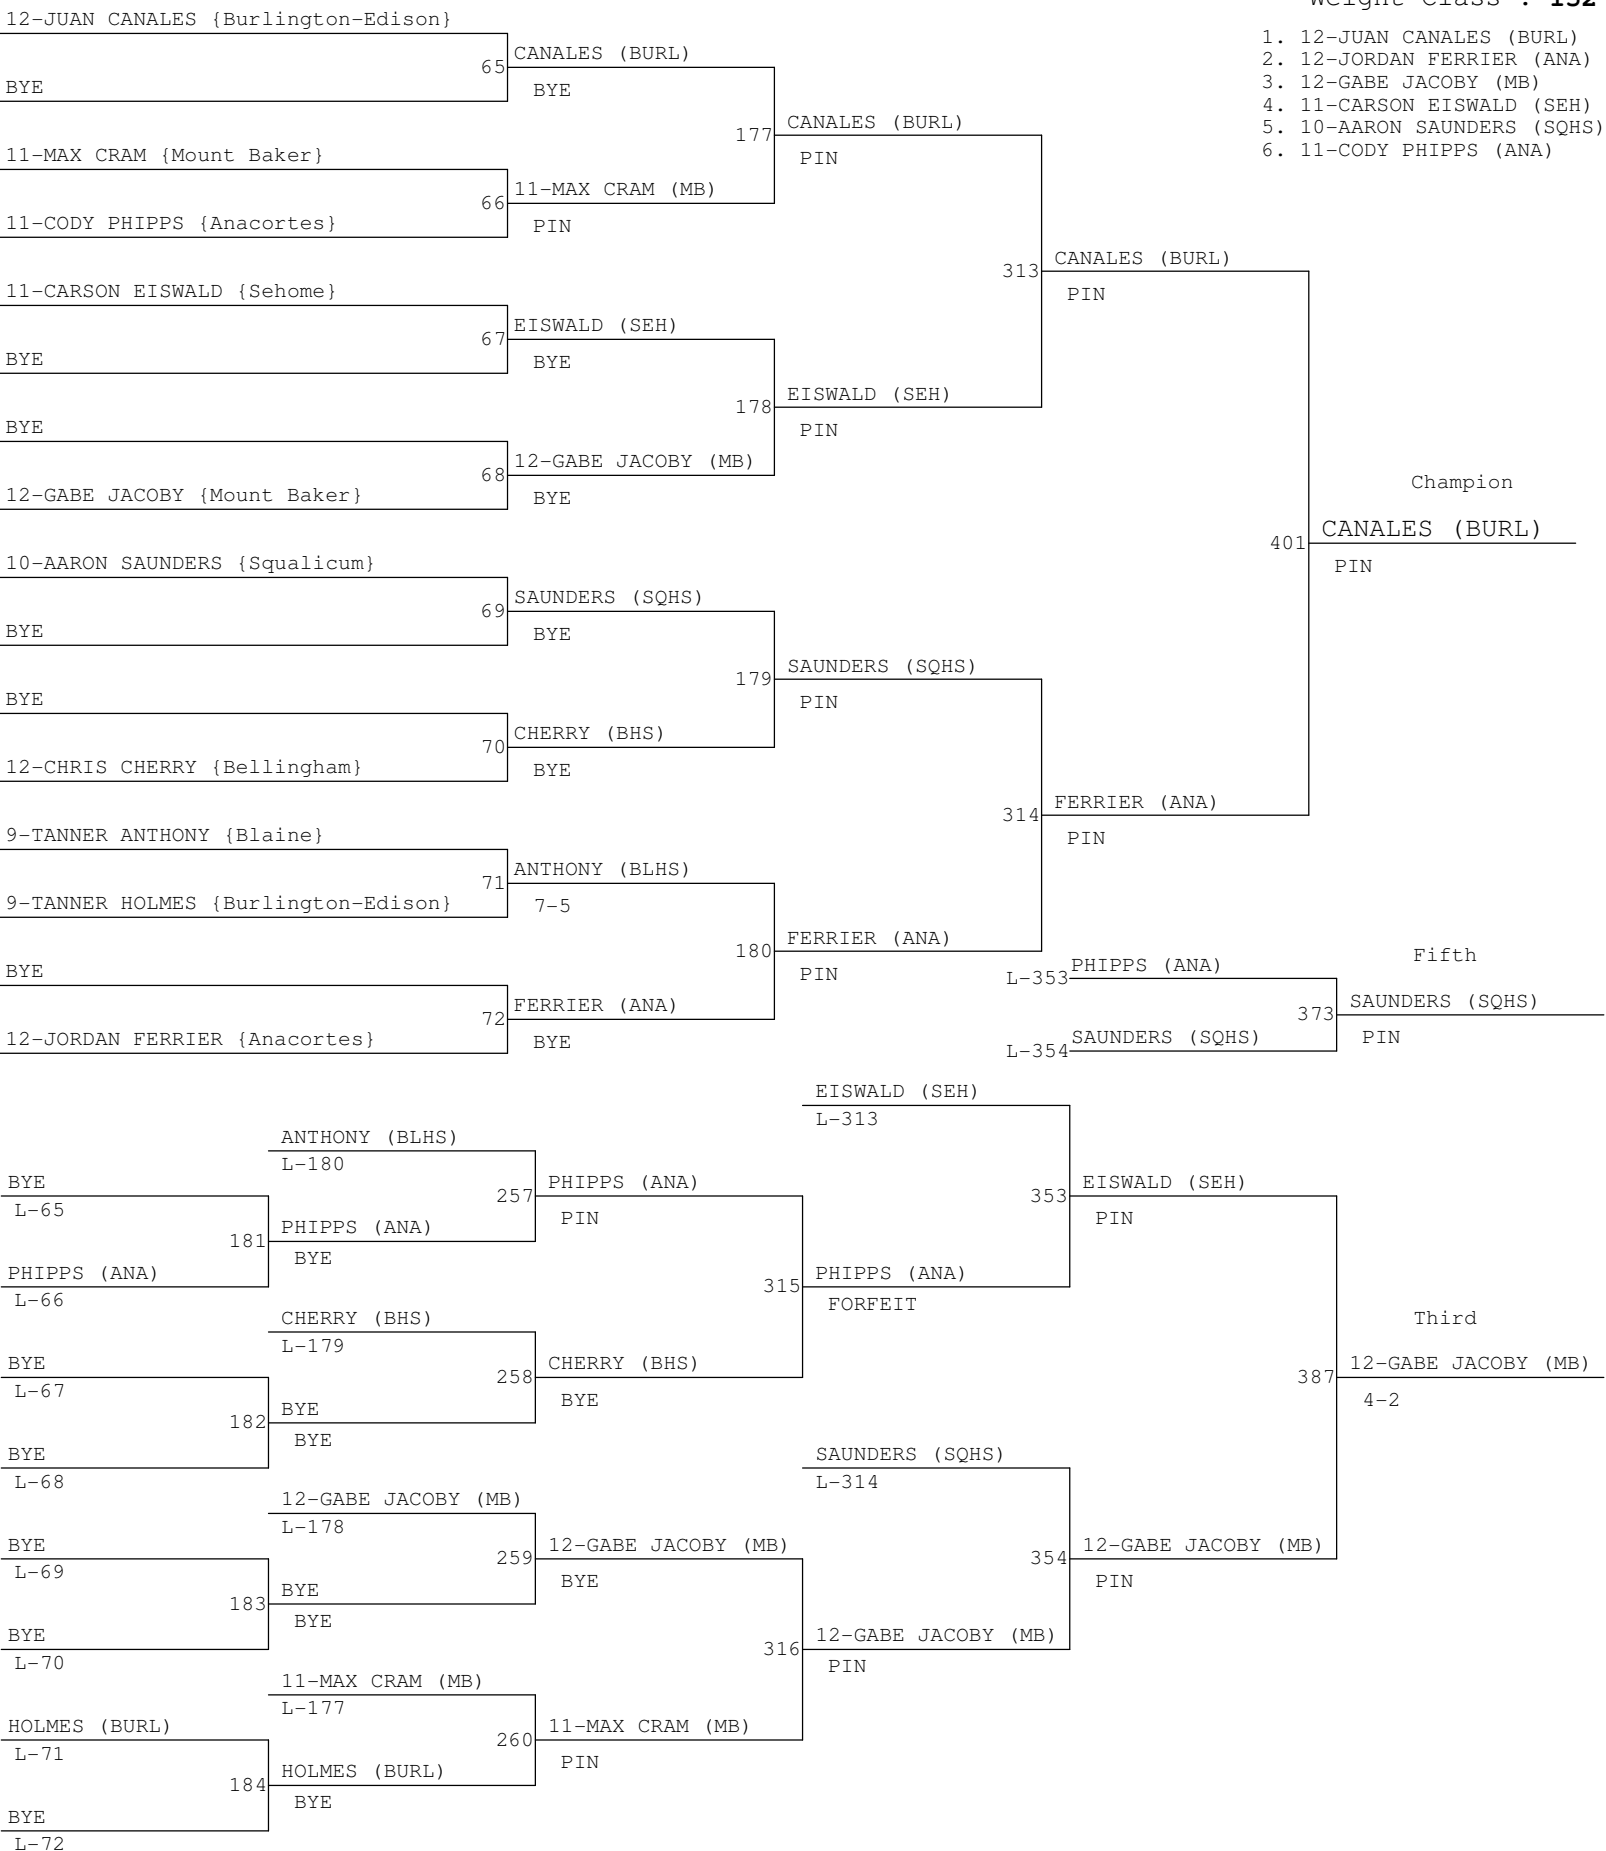 Weight Class : 152
1. 12-JUAN CANALES (BURL)
2. 12-JORDAN FERRIER (ANA)
3. 12-GABE JACOBY (MB)
4. 11-CARSON EISWALD (SEH)
5. 10-AARON SAUNDERS (SQHS)
6. 11-CODY PHIPPS (ANA)
12-JUAN CANALES {Burlington-Edison}
BYE
11-MAX CRAM {Mount Baker}
11-CODY PHIPPS {Anacortes}
11-CARSON EISWALD {Sehome}
BYE
BYE
12-GABE JACOBY {Mount Baker}
10-AARON SAUNDERS {Squalicum}
BYE
BYE
12-CHRIS CHERRY {Bellingham}
9-TANNER ANTHONY {Blaine}
9-TANNER HOLMES {Burlington-Edison}
BYE
12-JORDAN FERRIER {Anacortes}
65 CANALES (BURL)
BYE
66 11-MAX CRAM (MB)
PIN
67 EISWALD (SEH)
BYE
68 12-GABE JACOBY (MB)
BYE
69 SAUNDERS (SQHS)
BYE
70 CHERRY (BHS)
BYE
71 ANTHONY (BLHS)
7-5
72 FERRIER (ANA)
BYE
177 CANALES (BURL)
PIN
178 EISWALD (SEH)
PIN
179 SAUNDERS (SQHS)
PIN
180 FERRIER (ANA)
PIN
313 CANALES (BURL)
PIN
314 FERRIER (ANA)
PIN
Champion
401 CANALES (BURL)
PIN
L-353 PHIPPS (ANA)
L-354 SAUNDERS (SQHS)
Fifth
373 SAUNDERS (SQHS)
PIN
BYE
L-65
PHIPPS (ANA)
L-66
BYE
L-67
BYE
L-68
BYE
L-69
BYE
L-70
HOLMES (BURL)
L-71
BYE
L-72
ANTHONY (BLHS)
L-180
181 PHIPPS (ANA)
BYE
CHERRY (BHS)
L-179
182 BYE
BYE
12-GABE JACOBY (MB)
L-178
183 BYE
BYE
11-MAX CRAM (MB)
L-177
184 HOLMES (BURL)
BYE
257 PHIPPS (ANA)
PIN
258 CHERRY (BHS)
BYE
259 12-GABE JACOBY (MB)
BYE
260 11-MAX CRAM (MB)
PIN
EISWALD (SEH)
L-313
315 PHIPPS (ANA)
FORFEIT
SAUNDERS (SQHS)
L-314
316 12-GABE JACOBY (MB)
PIN
353 EISWALD (SEH)
PIN
354 12-GABE JACOBY (MB)
PIN
Third
387 12-GABE JACOBY (MB)
4-2